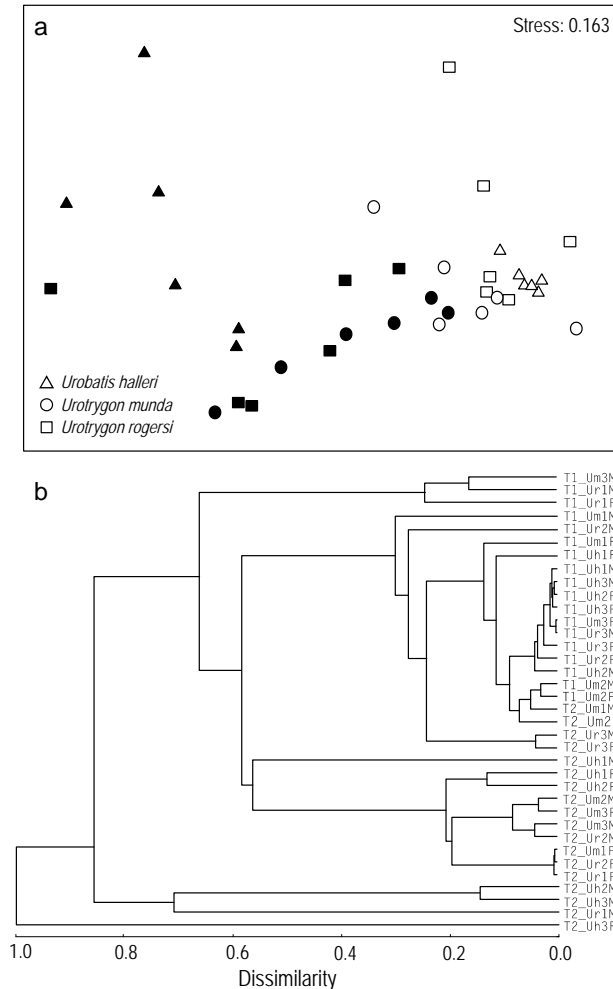 a
Stress: 0.163
Urobatis halleri
Urotrygon munda
Urotrygon rogersi
b
T1_Um3M
T1_Ur1M
T1_Ur1F
T1_Um1M
T1_Ur2M
T1_Um1F
T1_Uh1F
T1_Uh1M
T1_Uh3M
T1_Uh2F
T1_Uh3F
T1_Um3F
T1_Ur3M
T1_Ur3F
T1_Ur2F
T1_Uh2M
T1_Um2M
T1_Um2F
T2_Um1M
T2_Um2
T2_Ur3M
T2_Ur3F
T2_Uh1M
T2_Uh1F
T2_Uh2F
T2_Um2M
T2_Um3F
T2_Um3M
T2_Ur2M
T2_Um1F
T2_Ur2F
T2_Ur1F
T2_Uh2M
T2_Uh3M
T2_Ur1M
T2_Uh3F
1.0 0.8 0.6 0.4 0.2 0.0
Dissimilarity